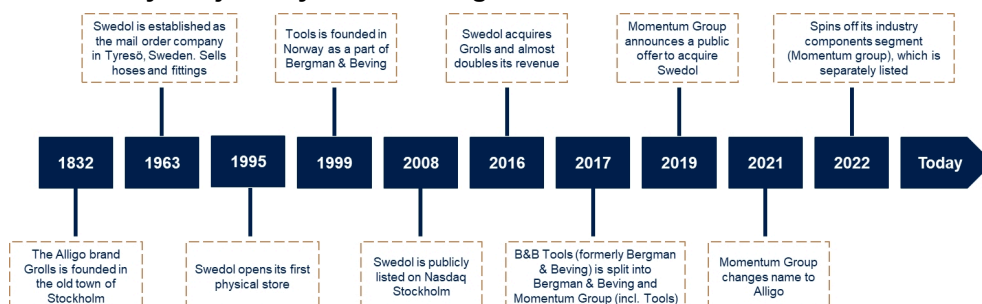 Swedol is established as
the mail order company
in Tyresö, Sweden. Sells
hoses and fittings
Tools is founded in
Norway as a part of
Bergman & Beving
Swedol acquires
Grolls and almost
doubles its revenue
Momentum Group
announces a public
offer to acquire
Swedol
Spins off its industry
components segment
(Momentum group), which is
separately listed
1832
1963
1995
1999
2008
2016
2017
2019
2021
2022
Today
The Alligo brand
Grolls is founded in
the old town of
Stockholm
Swedol opens its first
physical store
Swedol is publicly
listed on Nasdaq
Stockholm
B&B Tools (formerly Bergman
& Beving) is split into
Bergman & Beving and
Momentum Group (incl. Tools)
Momentum Group
changes name to
Alligo